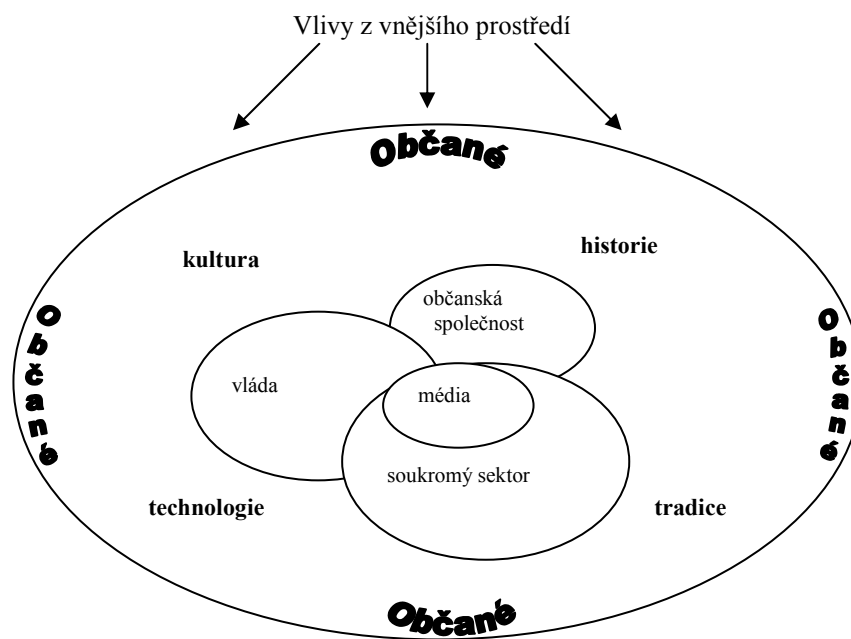 Vlivy z vnějšího prostředí
Občané
kultura
historie
občanská
společnost
Občané
Občané
vláda
média
soukromý sektor
technologie
tradice
Občané